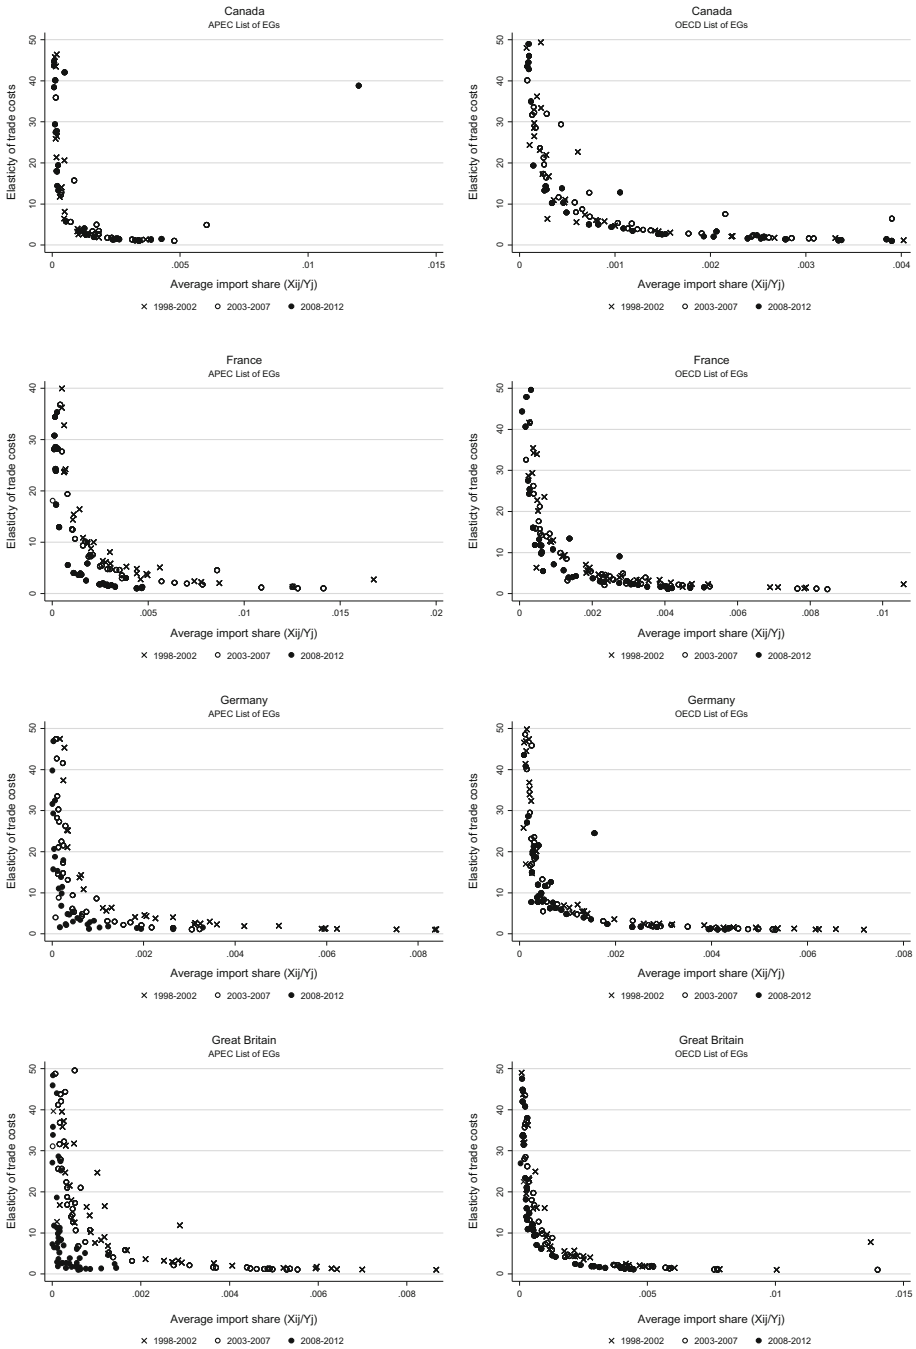 Canada
APEC List of EGs
Elasticty of trade costs
50
40
30
20
10
0
0 .005 .01 .015
Average import share (Xij/Yj)
1998-2002 2003-2007 2008-2012
Canada
OECD List of EGs
Elasticty of trade costs
50
40
30
20
10
0
0 .001 .002 .003 .004
Average import share (Xij/Yj)
1998-2002 2003-2007 2008-2012
France
APEC List of EGs
Elasticty of trade costs
40
30
20
10
0
0 .005 .01 .015 .02
Average import share (Xij/Yj)
1998-2002 2003-2007 2008-2012
France
OECD List of EGs
Elasticty of trade costs
50
40
30
20
10
0
0 .002 .004 .006 .008 .01
Average import share (Xij/Yj)
1998-2002 2003-2007 2008-2012
Germany
APEC List of EGs
Elasticty of trade costs
50
40
30
20
10
0
0 .002 .004 .006 .008
Average import share (Xij/Yj)
1998-2002 2003-2007 2008-2012
Germany
OECD List of EGs
Elasticty of trade costs
50
40
30
20
10
0
0 .002 .004 .006 .008
Average import share (Xij/Yj)
1998-2002 2003-2007 2008-2012
Great Britain
APEC List of EGs
Elasticty of trade costs
50
40
30
20
10
0
0 .002 .004 .006 .008
Average import share (Xij/Yj)
1998-2002 2003-2007 2008-2012
Great Britain
OECD List of EGs
Elasticty of trade costs
50
40
30
20
10
0
0 .005 .01 .015
Average import share (Xij/Yj)
1998-2002 2003-2007 2008-2012